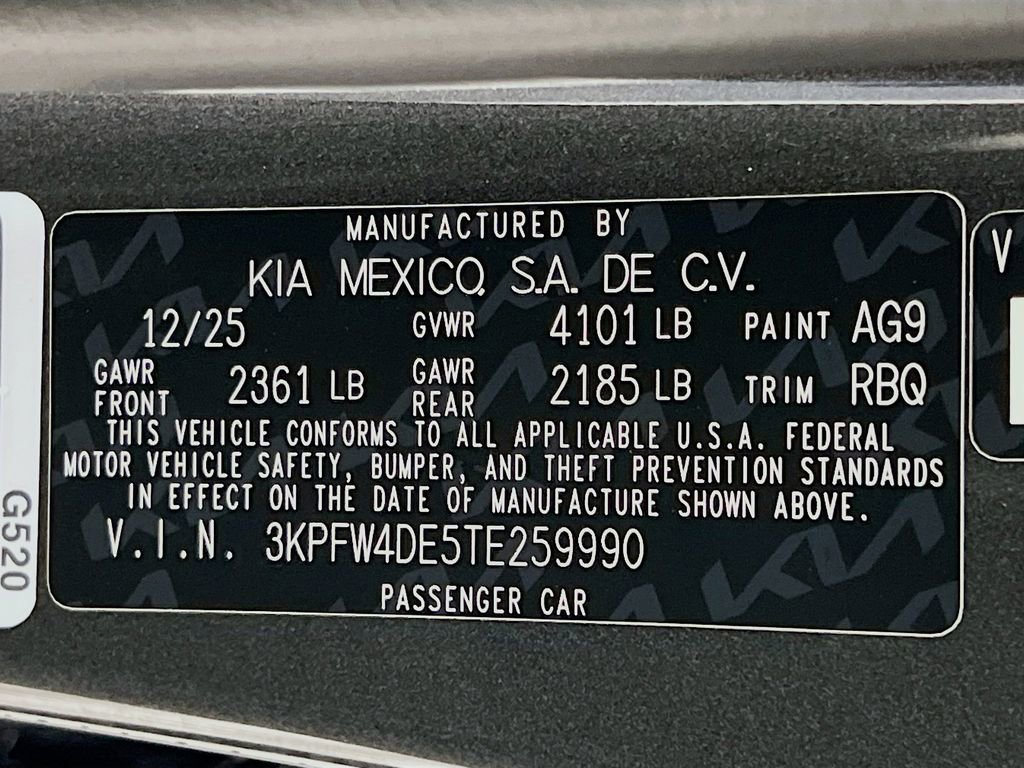 MANUFACTURED BY
KIA MEXICO, S.A. DE C.V.
12/25 GVWR 4101 LB PAINT AG9
GAWR FRONT 2361 LB GAWR REAR 2185 LB TRIM RBQ
THIS VEHICLE CONFORMS TO ALL APPLICABLE U.S.A. FEDERAL
MOTOR VEHICLE SAFETY, BUMPER, AND THEFT PREVENTION STANDARDS
IN EFFECT ON THE DATE OF MANUFACTURE SHOWN ABOVE.
V.I.N. 3KPFW4DE5TE259990
PASSENGER CAR
G520
V